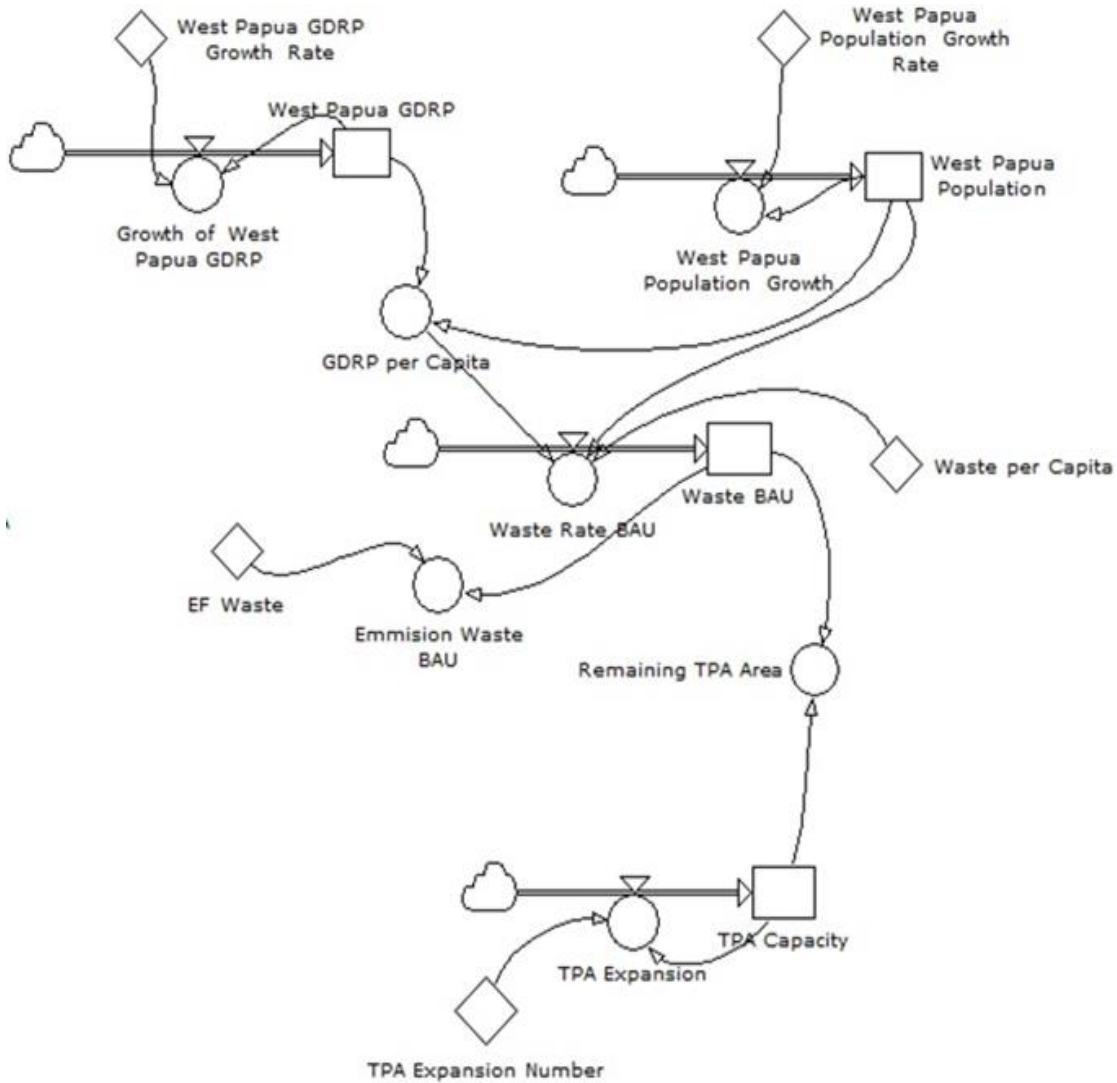 West Papua GDRP
Growth Rate
West Papua
Population Growth
Rate
West Papua GDRP
West Papua
Population
Growth of West
Papua GDRP
West Papua
Population Growth
GDRP per Capita
Waste per Capita
Waste BAU
Waste Rate BAU
EF Waste
Emmision Waste
BAU
Remaining TPA Area
TPA Capacity
TPA Expansion
TPA Expansion Number